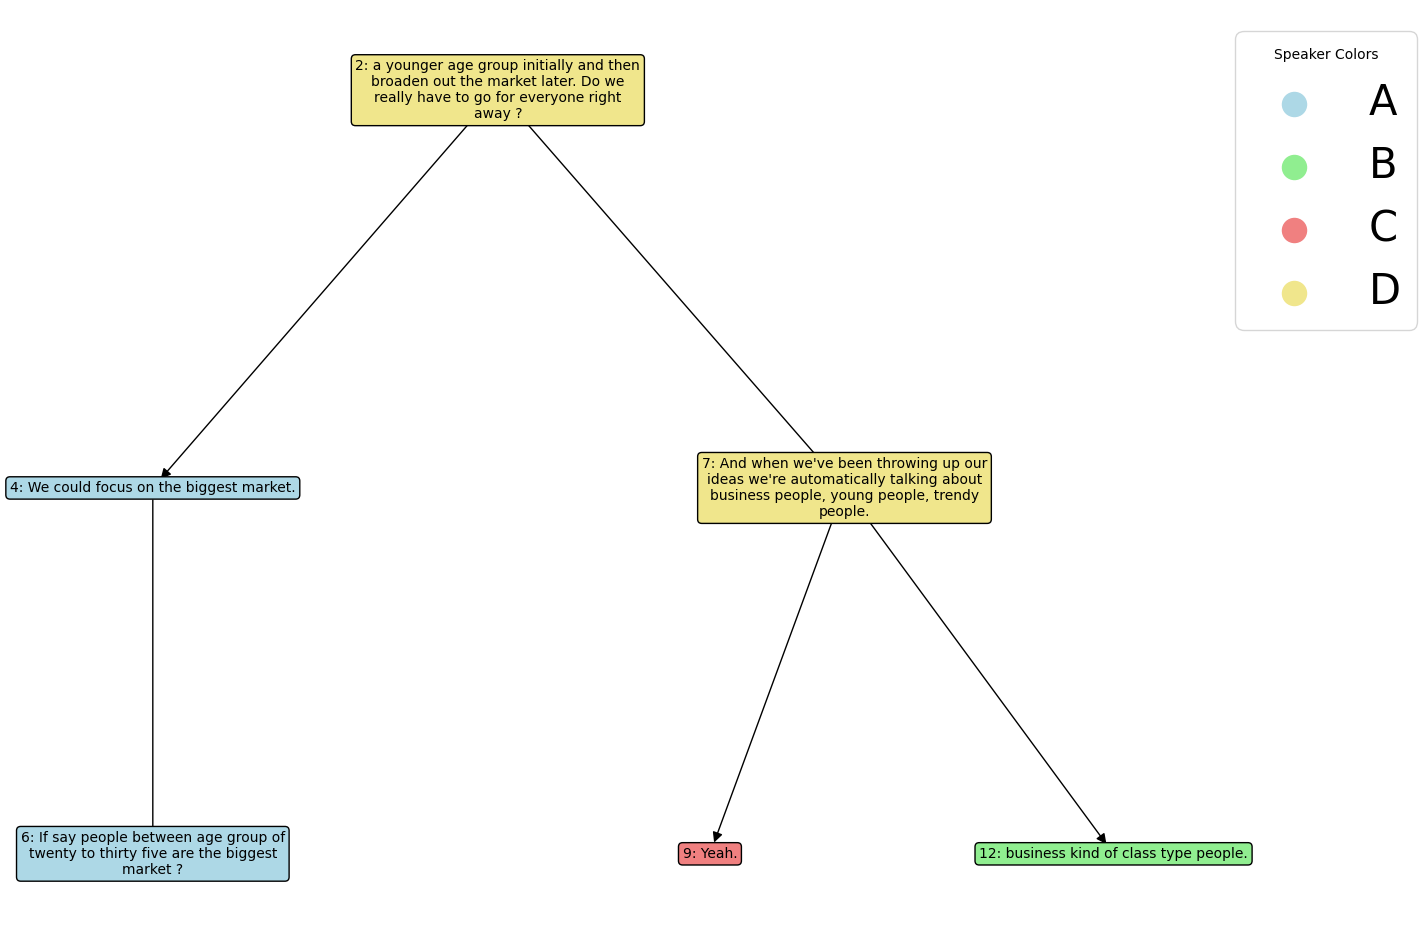 2: a younger age group initially and then
broaden out the market later. Do we
really have to go for everyone right
away ?
Speaker Colors
A
B
C
D
4: We could focus on the biggest market.
7: And when we've been throwing up our
ideas we're automatically talking about
business people, young people, trendy
people.
6: If say people between age group of
twenty to thirty five are the biggest
market ?
9: Yeah.
12: business kind of class type people.